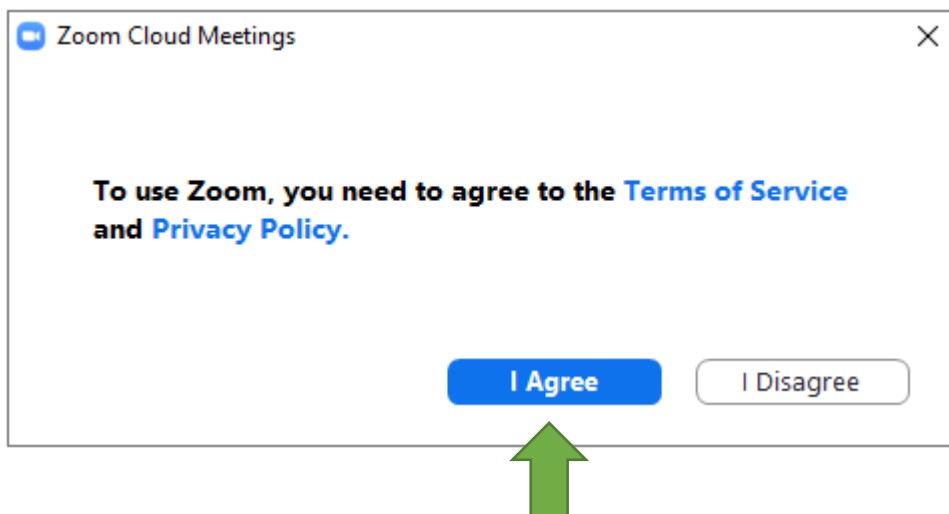 Zoom Cloud Meetings
To use Zoom, you need to agree to the Terms of Service
and Privacy Policy.
I Agree
I Disagree